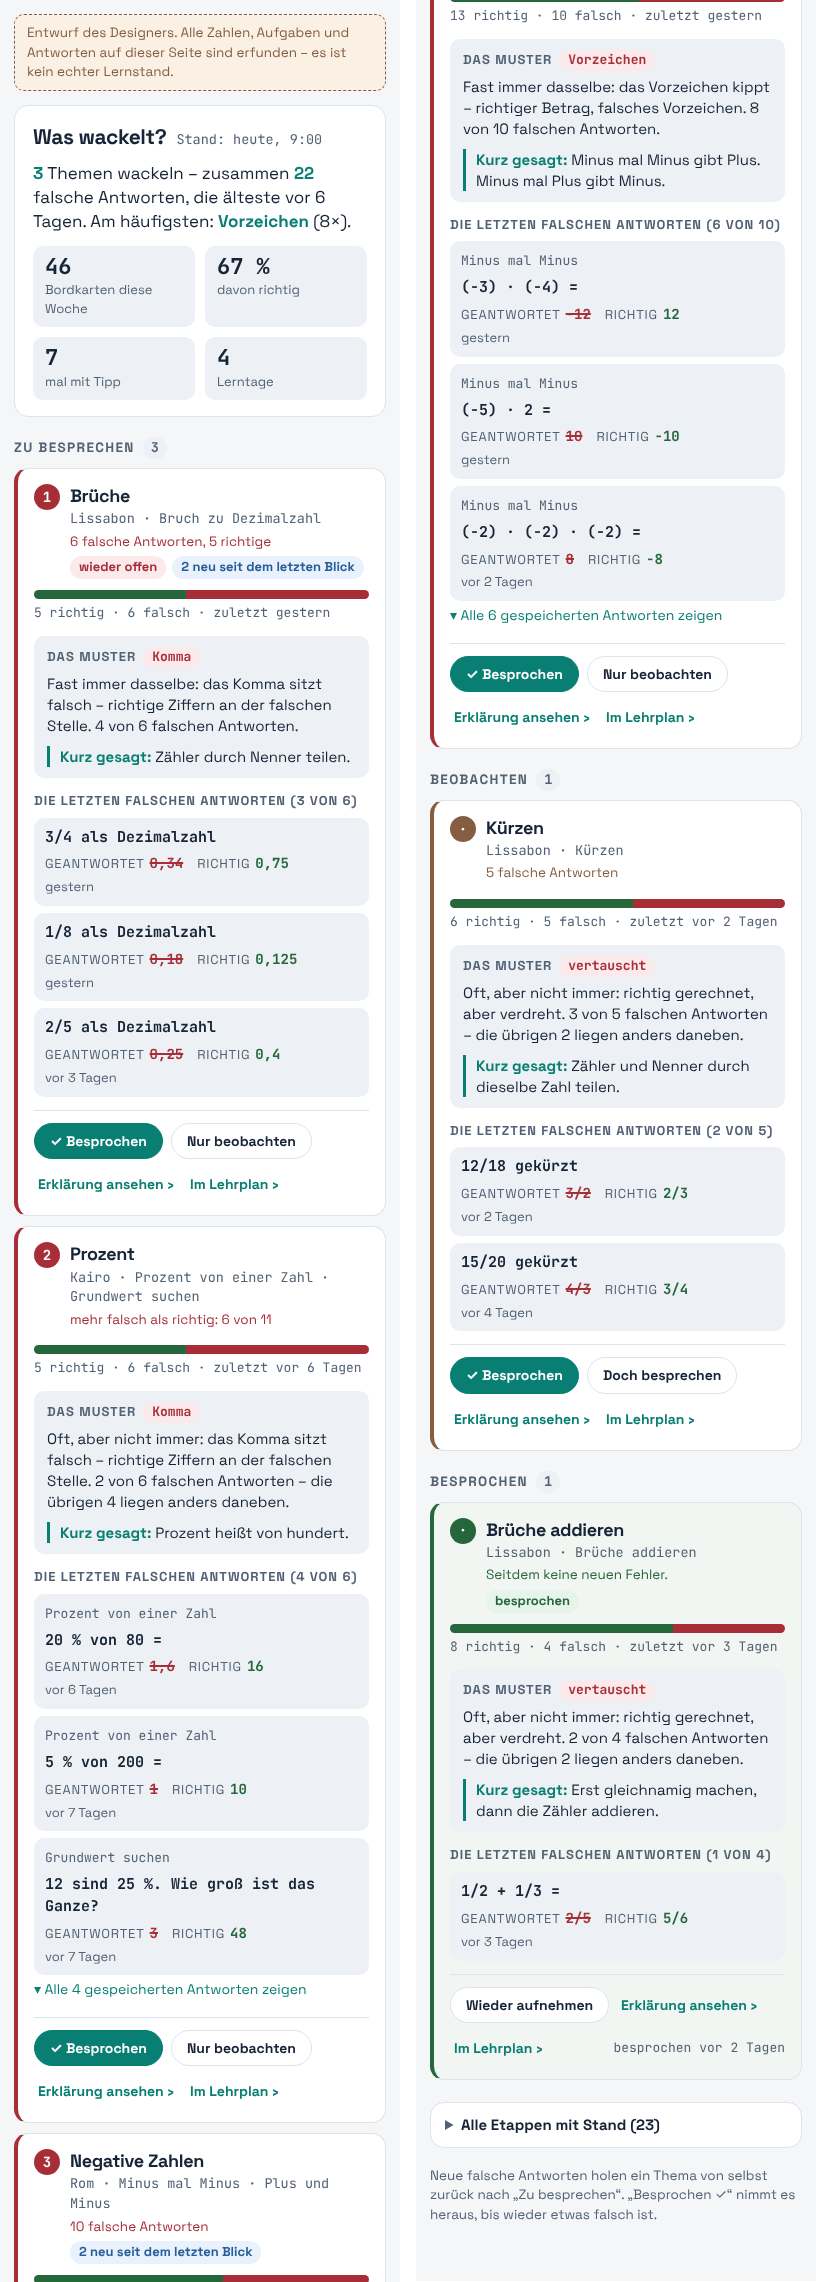 Entwurf des Designers. Alle Zahlen, Aufgaben und
Antworten auf dieser Seite sind erfunden – es ist
kein echter Lernstand.
Was wackelt? Stand: heute, 9:00
3 Themen wackeln – zusammen 22
falsche Antworten, die älteste vor 6
Tagen. Am häufigsten: Vorzeichen (8×).
46
Bordkarten diese
Woche
67 %
davon richtig
7
mal mit Tipp
4
Lerntage
ZU BESPRECHEN 3
1 Brüche
Lissabon · Bruch zu Dezimalzahl
6 falsche Antworten, 5 richtige
wieder offen 2 neu seit dem letzten Blick
5 richtig · 6 falsch · zuletzt gestern
DAS MUSTER Komma
Fast immer dasselbe: das Komma sitzt
falsch – richtige Ziffern an der falschen
Stelle. 4 von 6 falschen Antworten.
Kurz gesagt: Zähler durch Nenner teilen.
DIE LETZTEN FALSCHEN ANTWORTEN (3 VON 6)
3/4 als Dezimalzahl
GEANTWORTET 0,34 RICHTIG 0,75
gestern
1/8 als Dezimalzahl
GEANTWORTET 0,18 RICHTIG 0,125
gestern
2/5 als Dezimalzahl
GEANTWORTET 0,25 RICHTIG 0,4
vor 3 Tagen
✓ Besprochen Nur beobachten
Erklärung ansehen › Im Lehrplan ›
2 Prozent
Kairo · Prozent von einer Zahl ·
Grundwert suchen
mehr falsch als richtig: 6 von 11
5 richtig · 6 falsch · zuletzt vor 6 Tagen
DAS MUSTER Komma
Oft, aber nicht immer: das Komma sitzt
falsch – richtige Ziffern an der falschen
Stelle. 2 von 6 falschen Antworten – die
übrigen 4 liegen anders daneben.
Kurz gesagt: Prozent heißt von hundert.
DIE LETZTEN FALSCHEN ANTWORTEN (4 VON 6)
Prozent von einer Zahl
20 % von 80 =
GEANTWORTET 1,6 RICHTIG 16
vor 6 Tagen
Prozent von einer Zahl
5 % von 200 =
GEANTWORTET 1 RICHTIG 10
vor 7 Tagen
Grundwert suchen
12 sind 25 %. Wie groß ist das
Ganze?
GEANTWORTET 3 RICHTIG 48
vor 7 Tagen
▾ Alle 4 gespeicherten Antworten zeigen
✓ Besprochen Nur beobachten
Erklärung ansehen › Im Lehrplan ›
3 Negative Zahlen
Rom · Minus mal Minus · Plus und
Minus
10 falsche Antworten
2 neu seit dem letzten Blick
13 richtig · 10 falsch · zuletzt gestern
DAS MUSTER Vorzeichen
Fast immer dasselbe: das Vorzeichen kippt
– richtiger Betrag, falsches Vorzeichen. 8
von 10 falschen Antworten.
Kurz gesagt: Minus mal Minus gibt Plus.
Minus mal Plus gibt Minus.
DIE LETZTEN FALSCHEN ANTWORTEN (6 VON 10)
Minus mal Minus
(-3) · (-4) =
GEANTWORTET -12 RICHTIG 12
gestern
Minus mal Minus
(-5) · 2 =
GEANTWORTET 10 RICHTIG -10
gestern
Minus mal Minus
(-2) · (-2) · (-2) =
GEANTWORTET 8 RICHTIG -8
vor 2 Tagen
▾ Alle 6 gespeicherten Antworten zeigen
✓ Besprochen Nur beobachten
Erklärung ansehen › Im Lehrplan ›
BEOBACHTEN 1
· Kürzen
Lissabon · Kürzen
5 falsche Antworten
6 richtig · 5 falsch · zuletzt vor 2 Tagen
DAS MUSTER vertauscht
Oft, aber nicht immer: richtig gerechnet,
aber verdreht. 3 von 5 falschen Antworten
– die übrigen 2 liegen anders daneben.
Kurz gesagt: Zähler und Nenner durch
dieselbe Zahl teilen.
DIE LETZTEN FALSCHEN ANTWORTEN (2 VON 5)
12/18 gekürzt
GEANTWORTET 3/2 RICHTIG 2/3
vor 2 Tagen
15/20 gekürzt
GEANTWORTET 4/3 RICHTIG 3/4
vor 4 Tagen
✓ Besprochen Doch besprechen
Erklärung ansehen › Im Lehrplan ›
BESPROCHEN 1
· Brüche addieren
Lissabon · Brüche addieren
Seitdem keine neuen Fehler.
besprochen
8 richtig · 4 falsch · zuletzt vor 3 Tagen
DAS MUSTER vertauscht
Oft, aber nicht immer: richtig gerechnet,
aber verdreht. 2 von 4 falschen Antworten
– die übrigen 2 liegen anders daneben.
Kurz gesagt: Erst gleichnamig machen,
dann die Zähler addieren.
DIE LETZTEN FALSCHEN ANTWORTEN (1 VON 4)
1/2 + 1/3 =
GEANTWORTET 2/5 RICHTIG 5/6
vor 3 Tagen
Wieder aufnehmen Erklärung ansehen ›
Im Lehrplan › besprochen vor 2 Tagen
▶ Alle Etappen mit Stand (23)
Neue falsche Antworten holen ein Thema von selbst
zurück nach „Zu besprechen“. „Besprochen ✓“ nimmt es
heraus, bis wieder etwas falsch ist.